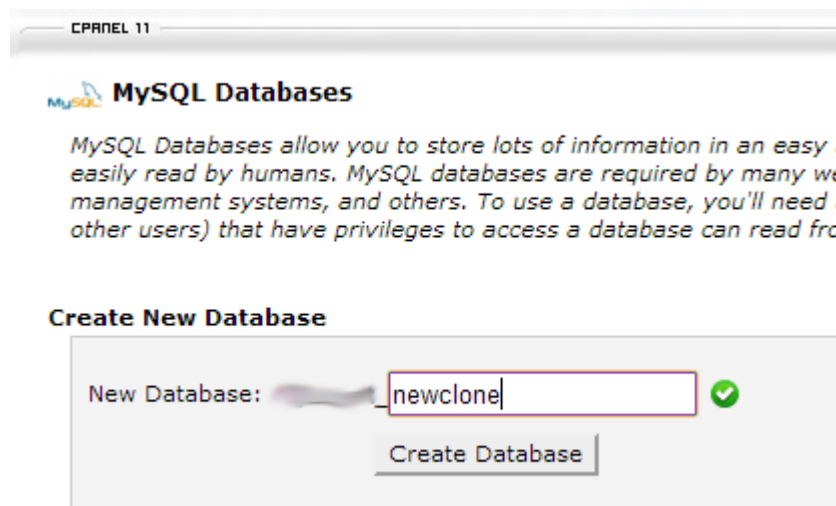 CPANEL 11
MySQL MySQL Databases
MySQL Databases allow you to store lots of information in an easy
easily read by humans. MySQL databases are required by many we
management systems, and others. To use a database, you'll need
other users) that have privileges to access a database can read fro
Create New Database
New Database: _newclone
Create Database